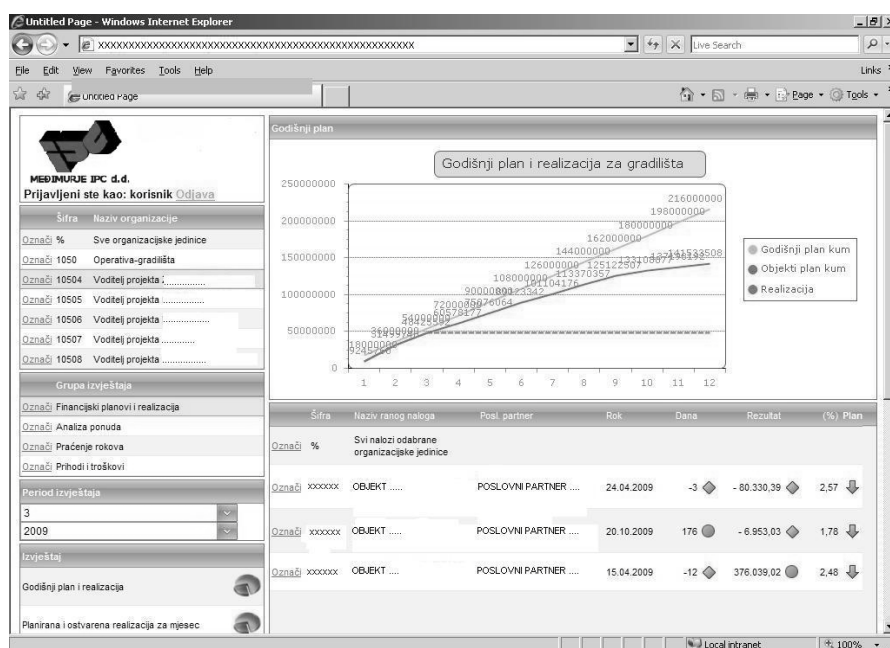 Untitled Page - Windows Internet Explorer
xxxxxxxxxxxxxxxxxxxxxxxxxxxxxxxxxxxxxxxxxxxxxxxxxxxx
Live Search
File Edit View Favorites Tools Help
Links
Untitled Page
Page Tools
MEĐIMURJE IPC d.d.
Prijavljeni ste kao: korisnik Odjava
Šifra Naziv organizacije
Označi % Sve organizacijske jedinice
Označi 1050 Operativa-gradilišta
Označi 10504 Voditelj projekta
Označi 10505 Voditelj projekta ................
Označi 10506 Voditelj projekta ..................
Označi 10507 Voditelj projekta .............
Označi 10508 Voditelj projekta .................
Grupa izvještaja
Označi Financijski planovi i realizacija
Označi Analiza ponuda
Označi Praćenje rokova
Označi Prihodi i troškovi
Period izvještaja
3
2009
Izvještaj
Godišnji plan i realizacija
Planirana i ostvarena realizacija za mjesec
Godišnji plan
Godišnji plan i realizacija za gradilišta
250000000
200000000
150000000
100000000
50000000
0
1 2 3 4 5 6 7 8 9 10 11 12
216000000
198000000
180000000
162000000
144000000
126000000
108000000
90000000
72000000
54000000
36000000
18000000
141533508
125122507
113370357
101104176
75076064
60578177
Godišnji plan kum
Objekti plan kum
Realizacija
Šifra Naziv ranog naloga Posl. partner Rok Dana Rezultat (%) Plan
Označi % Svi nalozi odabrane
organizacijske jedinice
Označi xxxxxx OBJEKT ..... POSLOVNI PARTNER .... 24.04.2009 -3 - 80.330,39 2,57
Označi xxxxxx OBJEKT .... POSLOVNI PARTNER .... 20.10.2009 176 - 6.953,03 1,78
Označi xxxxxx OBJEKT .... POSLOVNI PARTNER .... 15.04.2009 -12 376.039,02 2,48
Local intranet
100%